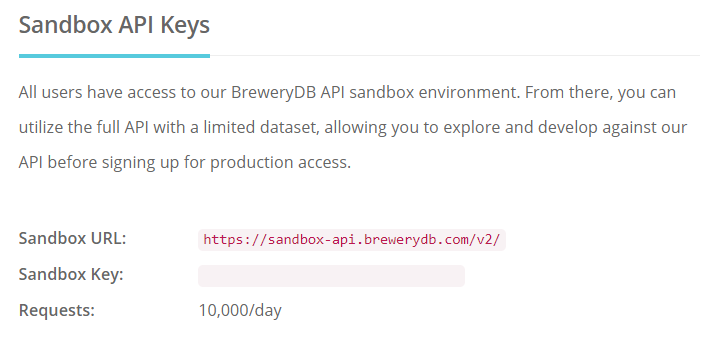 Sandbox API Keys
All users have access to our BreweryDB API sandbox environment. From there, you can
utilize the full API with a limited dataset, allowing you to explore and develop against our
API before signing up for production access.
Sandbox URL: https://sandbox-api.brewerydb.com/v2/
Sandbox Key:
Requests: 10,000/day